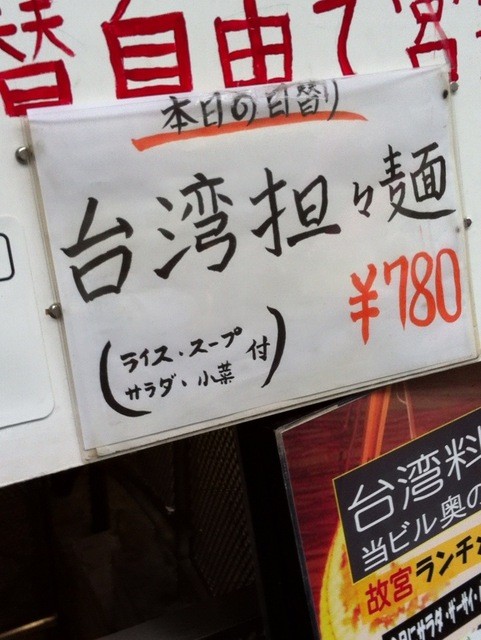 替自由で
本日の日替り
台湾担々麺
¥780
(ライス・スープ
サラダ・小菜 付)
台湾料
当ビル奥の
故宮ランチ